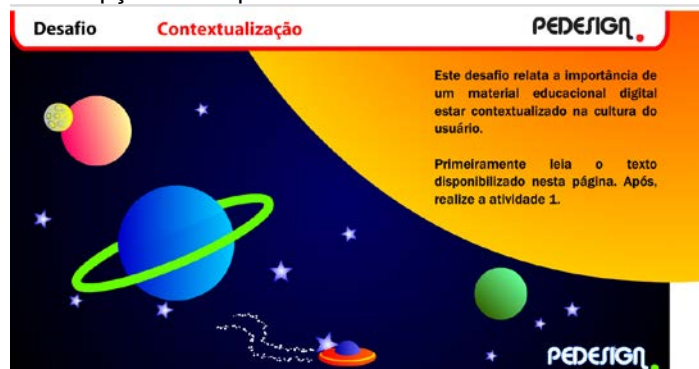 Desafio Contextualização PEDESIGN.
Este desafio relata a importância de
um material educacional digital
estar contextualizado na cultura do
usuário.
Primeiramente leia o texto
disponibilizado nesta página. Após,
realize a atividade 1.
PEDESIGN.